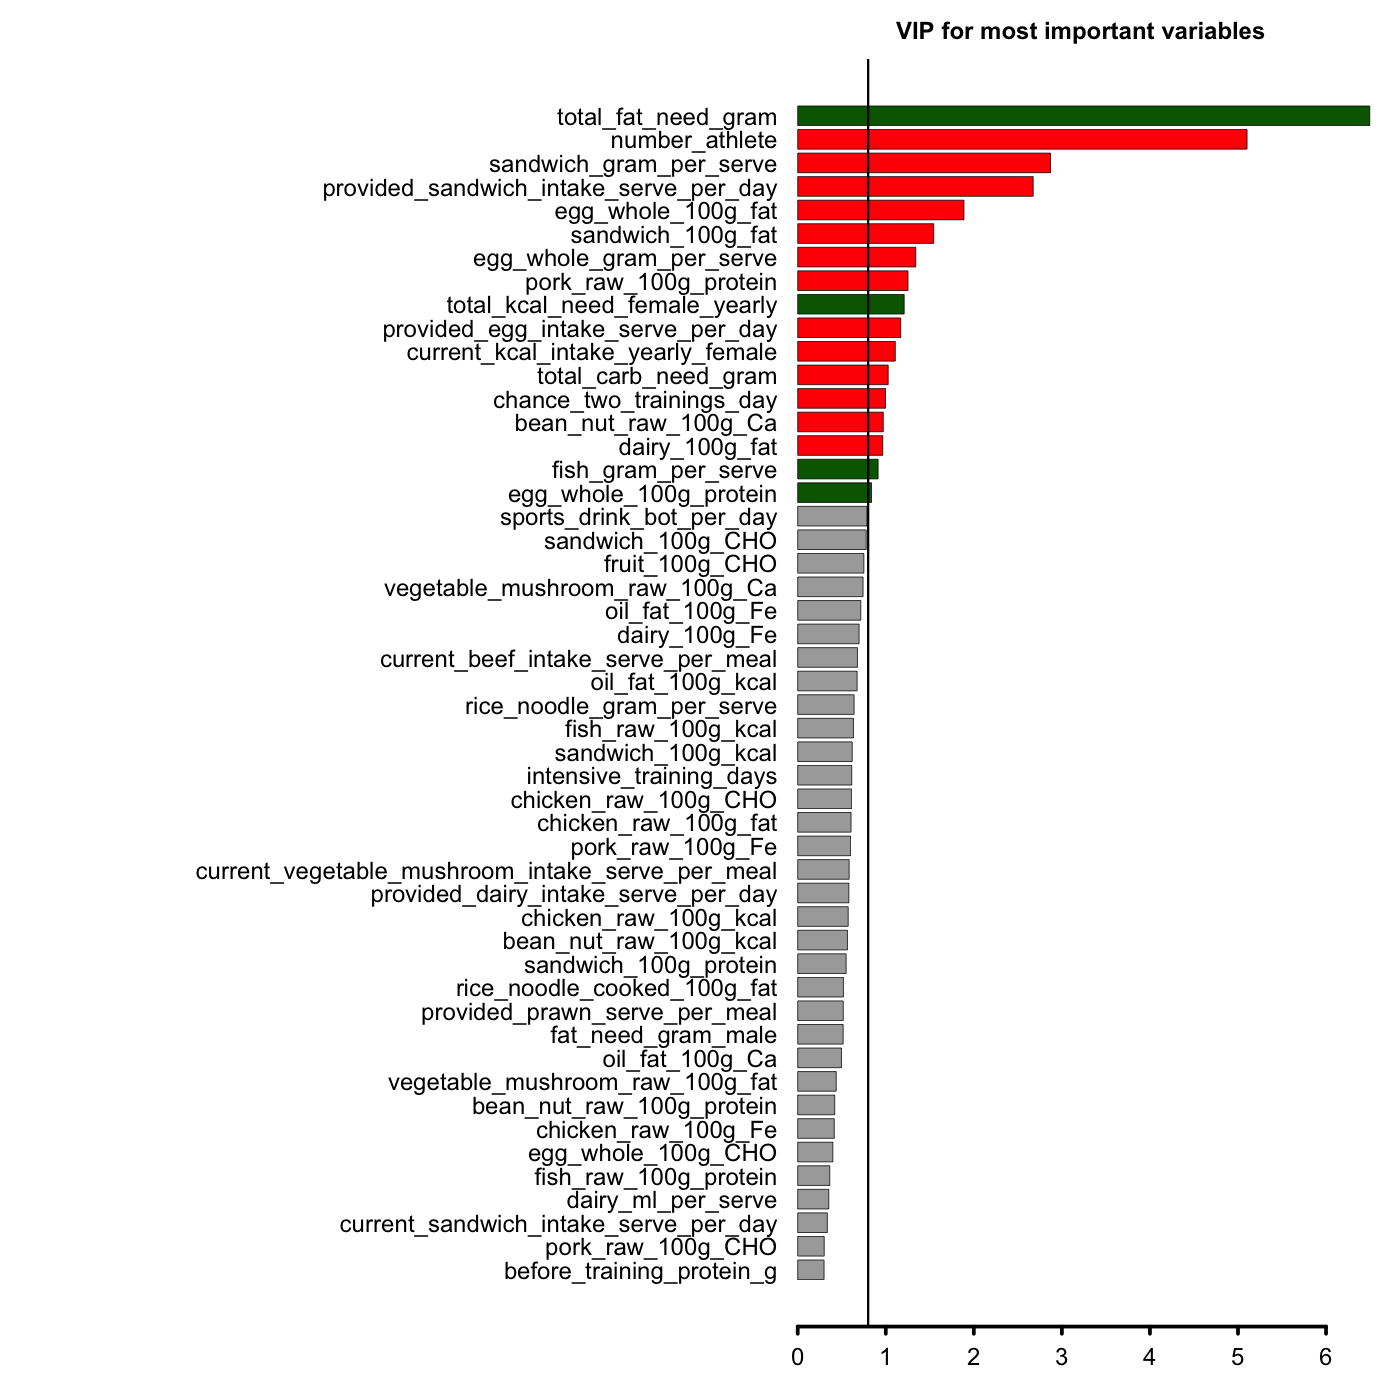 VIP for most important variables
total_fat_need_gram
number_athlete
sandwich_gram_per_serve
provided_sandwich_intake_serve_per_day
egg_whole_100g_fat
sandwich_100g_fat
egg_whole_gram_per_serve
pork_raw_100g_protein
total_kcal_need_female_yearly
provided_egg_intake_serve_per_day
current_kcal_intake_yearly_female
total_carb_need_gram
chance_two_trainings_day
bean_nut_raw_100g_Ca
dairy_100g_fat
fish_gram_per_serve
egg_whole_100g_protein
sports_drink_bot_per_day
sandwich_100g_CHO
fruit_100g_CHO
vegetable_mushroom_raw_100g_Ca
oil_fat_100g_Fe
dairy_100g_Fe
current_beef_intake_serve_per_meal
oil_fat_100g_kcal
rice_noodle_gram_per_serve
fish_raw_100g_kcal
sandwich_100g_kcal
intensive_training_days
chicken_raw_100g_CHO
chicken_raw_100g_fat
pork_raw_100g_Fe
current_vegetable_mushroom_intake_serve_per_meal
provided_dairy_intake_serve_per_day
chicken_raw_100g_kcal
bean_nut_raw_100g_kcal
sandwich_100g_protein
rice_noodle_cooked_100g_fat
provided_prawn_serve_per_meal
fat_need_gram_male
oil_fat_100g_Ca
vegetable_mushroom_raw_100g_fat
bean_nut_raw_100g_protein
chicken_raw_100g_Fe
egg_whole_100g_CHO
fish_raw_100g_protein
dairy_ml_per_serve
current_sandwich_intake_serve_per_day
pork_raw_100g_CHO
before_training_protein_g
0 1 2 3 4 5 6